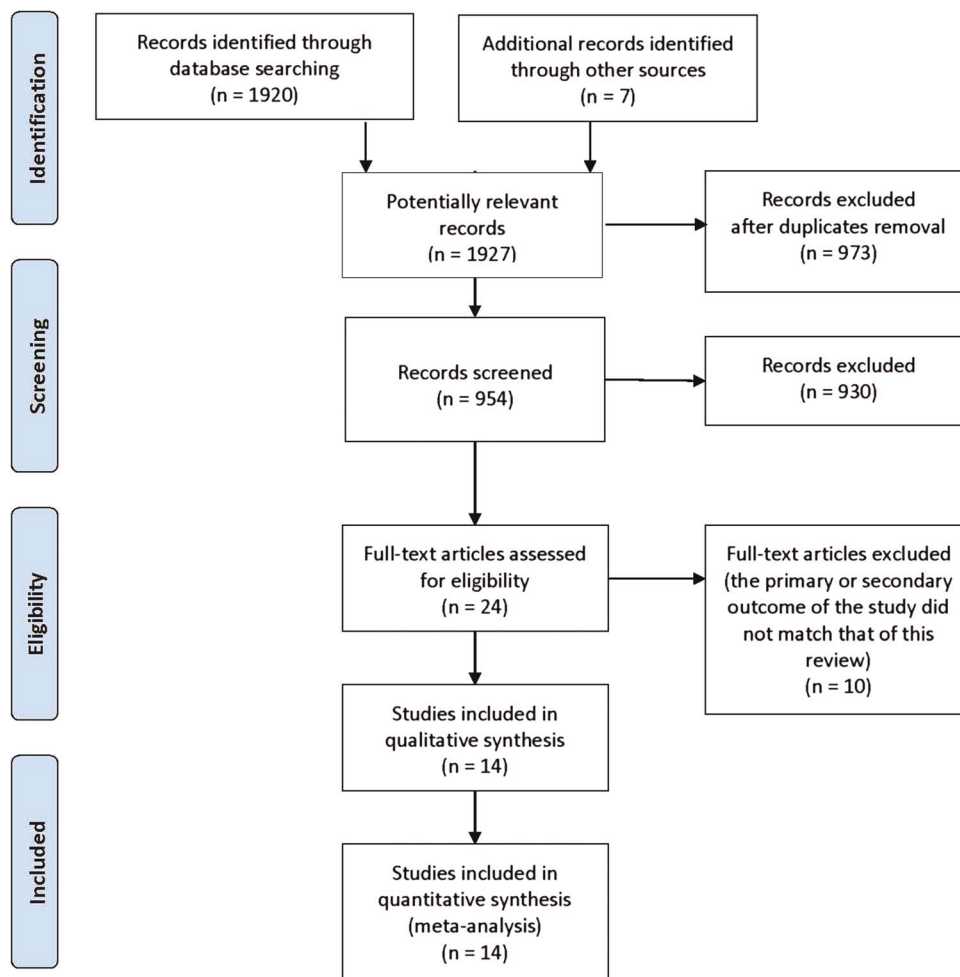 Identification
Records identified through
database searching
(n = 1920)
Additional records identified
through other sources
(n = 7)
Potentially relevant
records
(n = 1927)
Records excluded
after duplicates removal
(n = 973)
Screening
Records screened
(n = 954)
Records excluded
(n = 930)
Eligibility
Full-text articles assessed
for eligibility
(n = 24)
Full-text articles excluded
(the primary or secondary
outcome of the study did
not match that of this
review)
(n = 10)
Studies included in
qualitative synthesis
(n = 14)
Included
Studies included in
quantitative synthesis
(meta-analysis)
(n = 14)